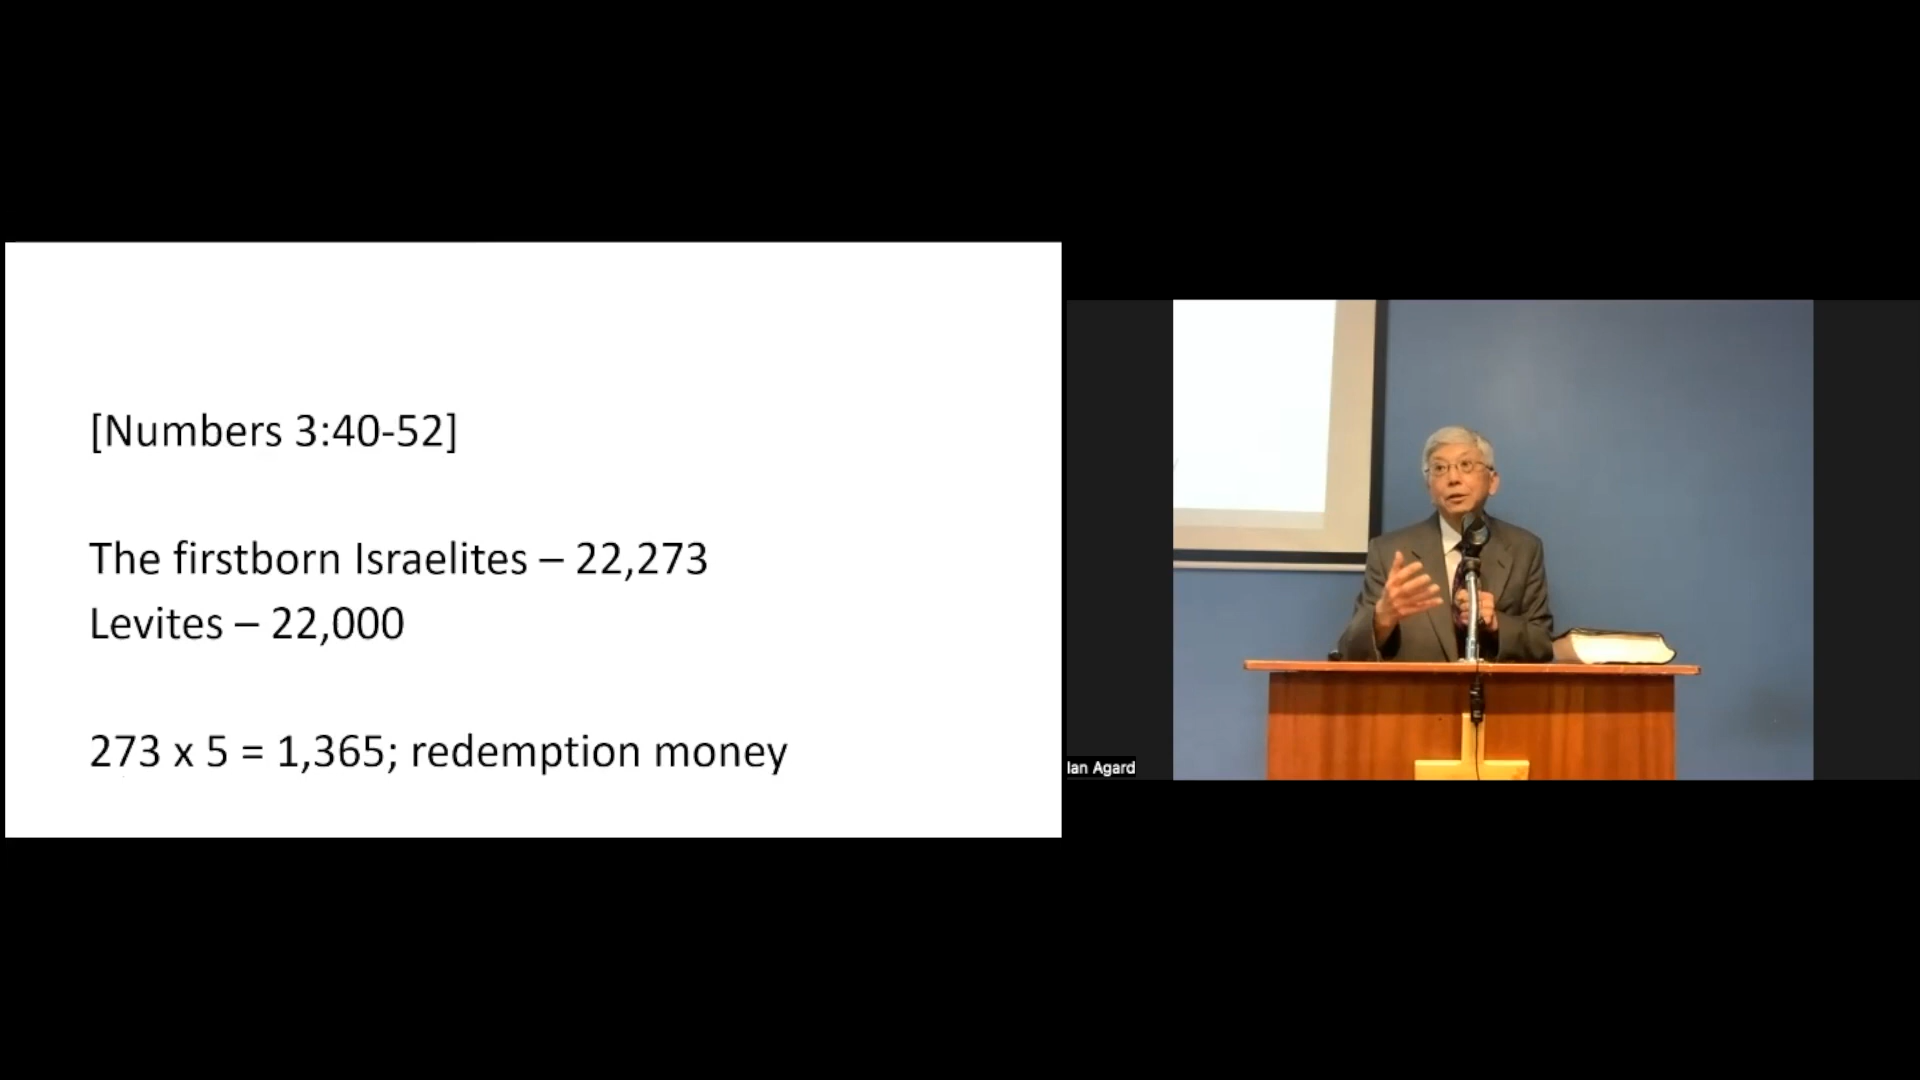 [Numbers 3:40-52]
The firstborn Israelites – 22,273
Levites – 22,000
273 x 5 = 1,365; redemption money
Ian Agard